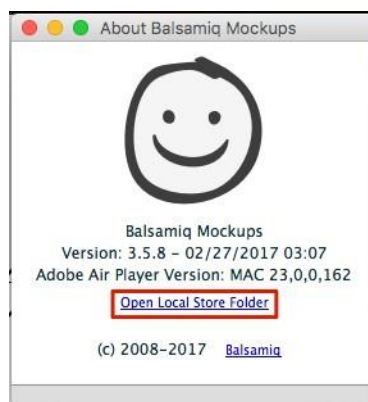 About Balsamiq Mockups
Balsamiq Mockups
Version: 3.5.8 - 02/27/2017 03:07
Adobe Air Player Version: MAC 23,0,0,162
Open Local Store Folder
(c) 2008-2017 Balsamiq